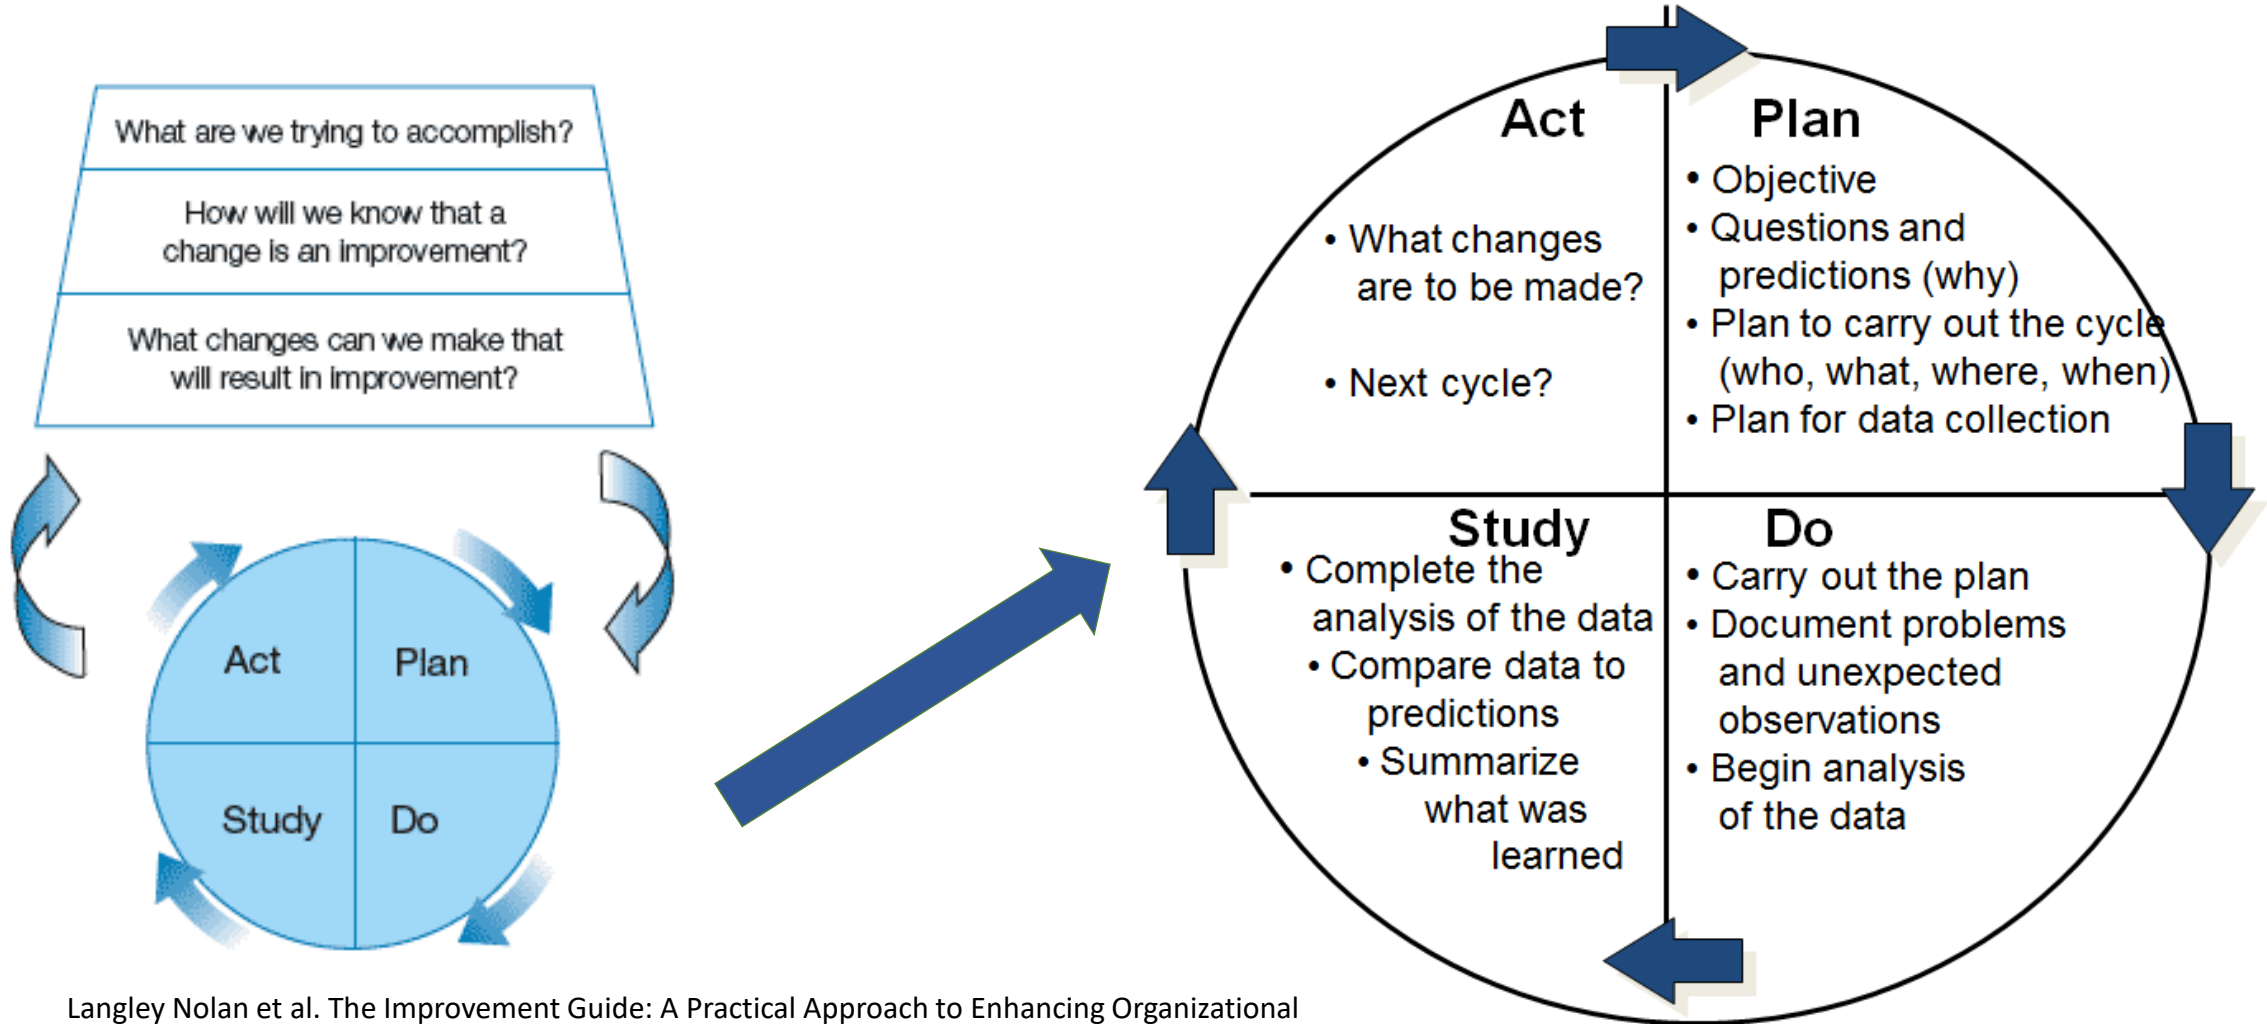 What are we trying to accomplish?
How will we know that a
change is an improvement?
What changes can we make that
will result in improvement?
Act
Plan
Study
Do
Act
• What changes
are to be made?
• Next cycle?
Plan
• Objective
• Questions and
predictions (why)
• Plan to carry out the cycle
(who, what, where, when)
• Plan for data collection
Study
• Complete the
analysis of the data
• Compare data to
predictions
• Summarize
what was
learned
Do
• Carry out the plan
• Document problems
and unexpected
observations
• Begin analysis
of the data
Langley Nolan et al. The Improvement Guide: A Practical Approach to Enhancing Organizational